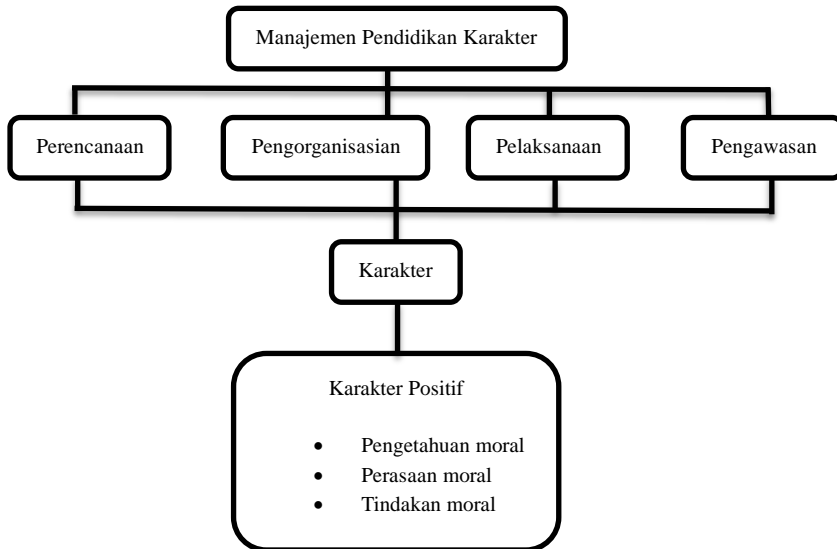 Manajemen Pendidikan Karakter
Perencanaan
Pengorganisasian
Pelaksanaan
Pengawasan
Karakter
Karakter Positif
• Pengetahuan moral
• Perasaan moral
• Tindakan moral